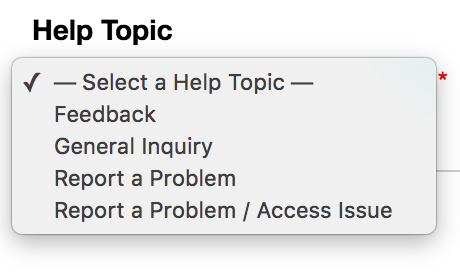 Help Topic
✓ — Select a Help Topic — *
Feedback
General Inquiry
Report a Problem
Report a Problem / Access Issue